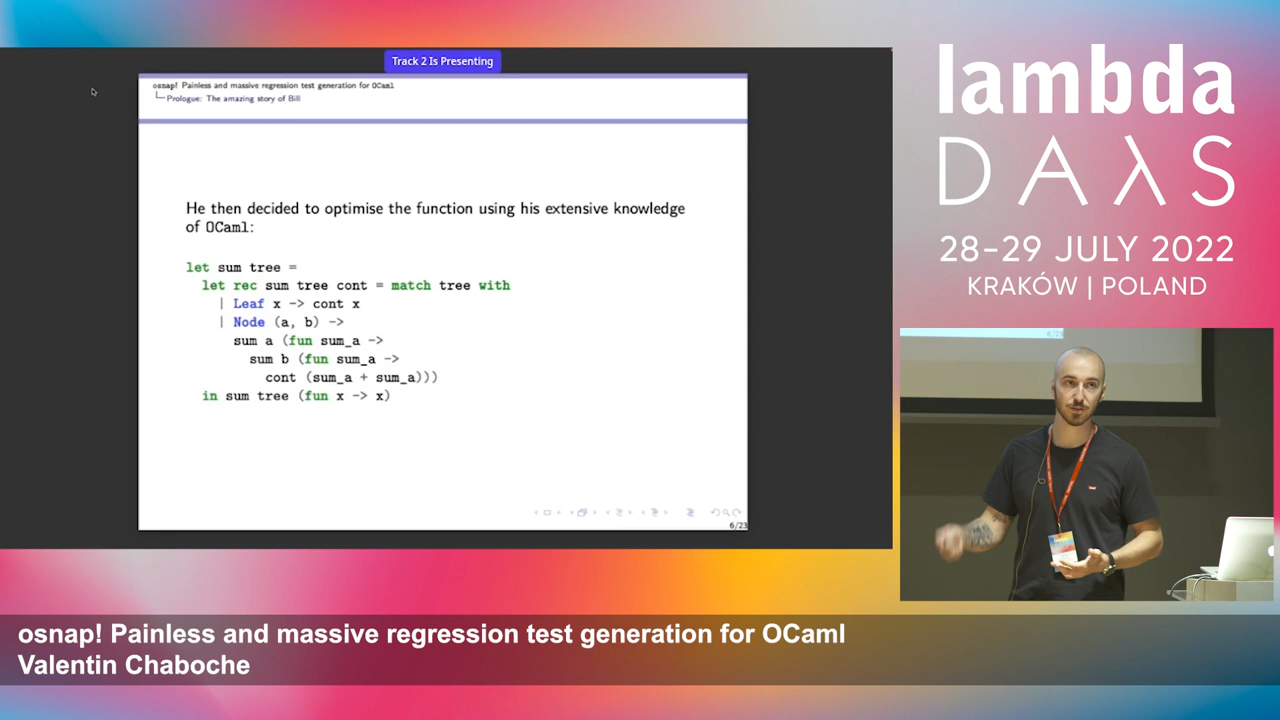 Track 2 Is Presenting
osnap! Painless and massive regression test generation for OCaml
Prologue: The amazing story of Bill
He then decided to optimise the function using his extensive knowledge
of OCaml:
let sum tree =
let rec sum tree cont = match tree with
| Leaf x -> cont x
| Node (a, b) ->
sum a (fun sum_a ->
sum b (fun sum_a ->
cont (sum_a + sum_a)))
in sum tree (fun x -> x)
6/23
lambda
DAλS
28–29 JULY 2022
KRAKÓW | POLAND
6/23
osnap! Painless and massive regression test generation for OCaml
Valentin Chaboche